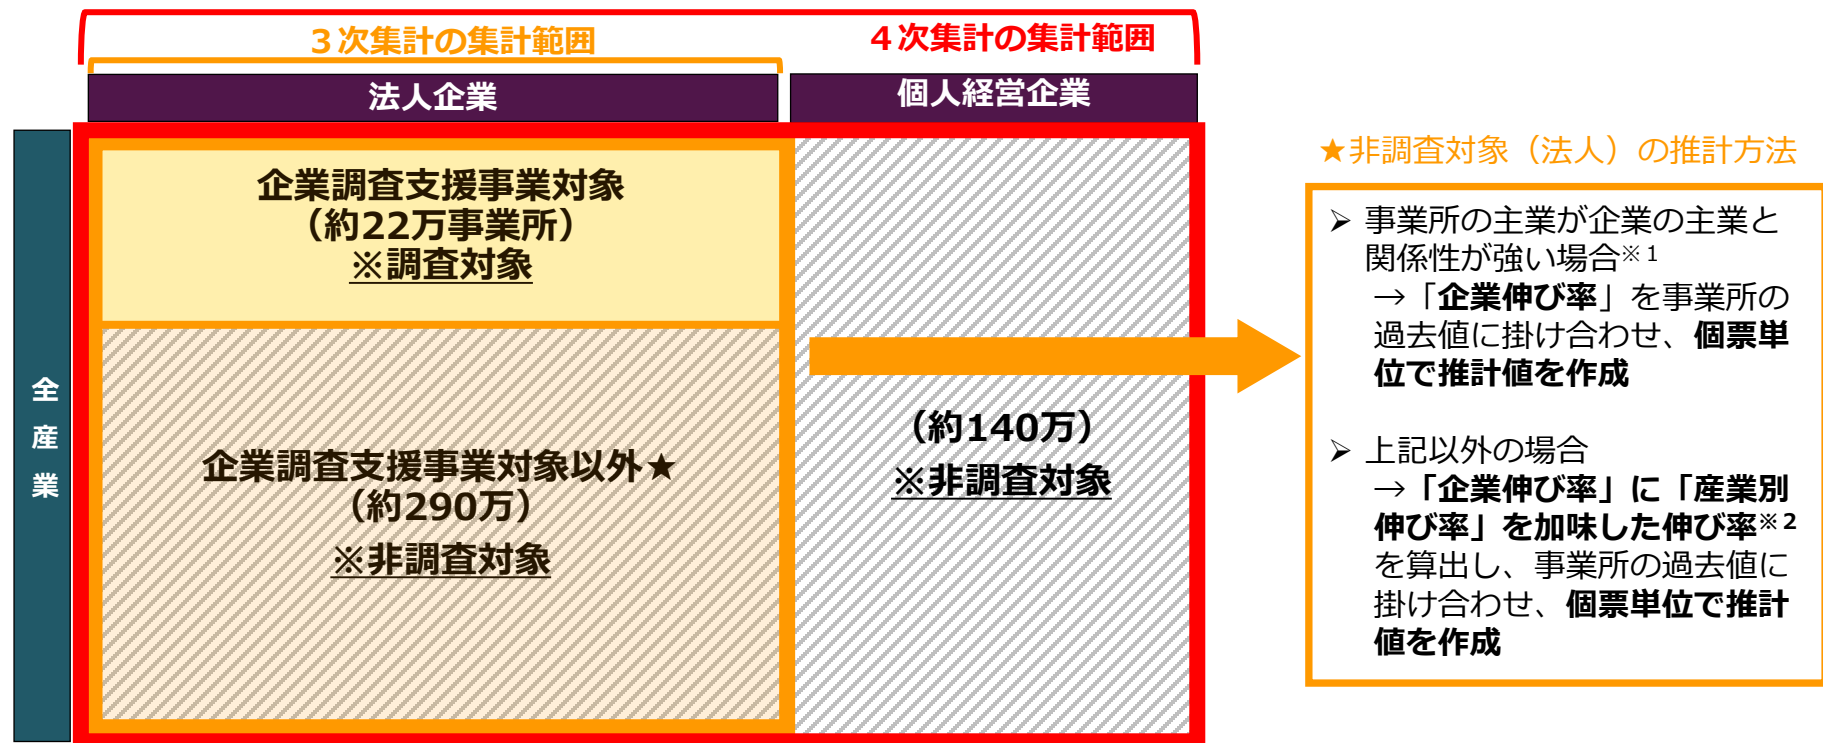 ３次集計の集計範囲
４次集計の集計範囲
法人企業
個人経営企業
全産業
企業調査支援事業対象
（約22万事業所）
※調査対象
企業調査支援事業対象以外★
（約290万）
※非調査対象
（約140万）
※非調査対象
★非調査対象（法人）の推計方法
➢ 事業所の主業が企業の主業と
関係性が強い場合※１
→「企業伸び率」を事業所の
過去値に掛け合わせ、個票単
位で推計値を作成
➢ 上記以外の場合
→「企業伸び率」に「産業別
伸び率」を加味した伸び率※２
を算出し、事業所の過去値に
掛け合わせ、個票単位で推計
値を作成